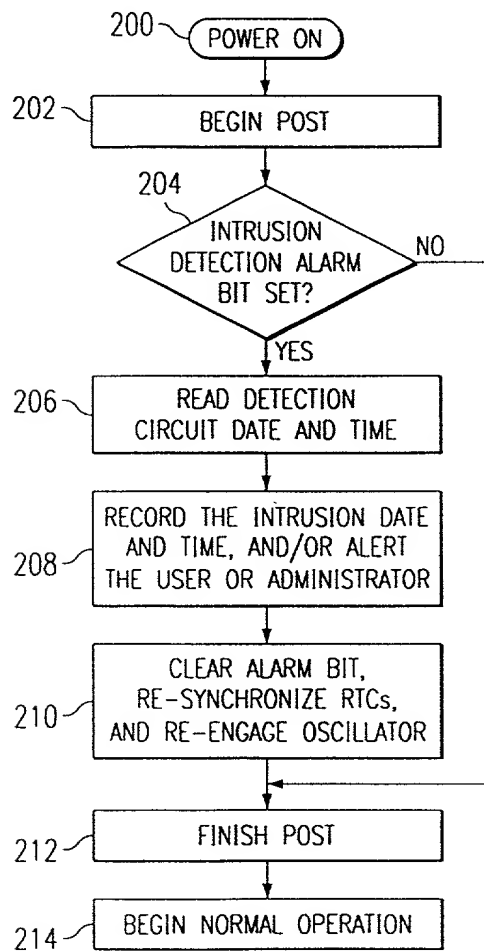 200
POWER ON
202
BEGIN POST
204
INTRUSION
DETECTION ALARM
BIT SET?
NO
YES
206
READ DETECTION
CIRCUIT DATE AND TIME
208
RECORD THE INTRUSION DATE
AND TIME, AND/OR ALERT
THE USER OR ADMINISTRATOR
210
CLEAR ALARM BIT,
RE-SYNCHRONIZE RTCs,
AND RE-ENGAGE OSCILLATOR
212
FINISH POST
214
BEGIN NORMAL OPERATION